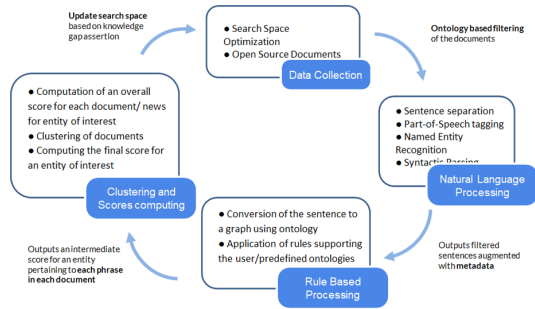 Update search space
based on knowledge
gap assertion
● Search Space
Optimization
● Open Source Documents
Data Collection
Ontology based filtering
of the documents
● Computation of an overall
score for each document/ news
for entity of interest
● Clustering of documents
● Computing the final score for
an entity of interest
Clustering and
Scores computing
● Sentence separation
● Part-of-Speech tagging
● Named Entity
Recognition
● Syntactic Parsing
Natural Language
Processing
● Conversion of the sentence to
a graph using ontology
● Application of rules supporting
the user/predefined ontologies
Rule Based
Processing
Outputs an intermediate
score for an entity
pertaining to each phrase
in each document
Outputs filtered
sentences augmented
with metadata